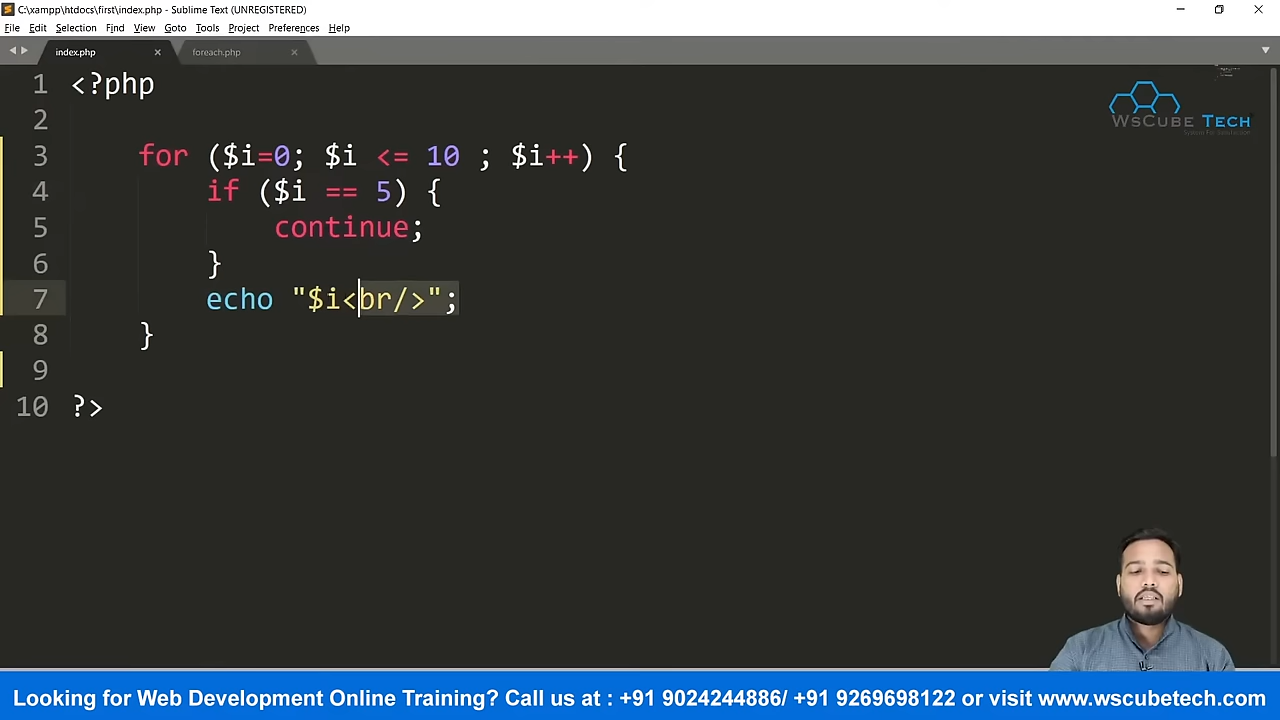 C:\xampp\htdocs\first\index.php - Sublime Text (UNREGISTERED)
File Edit Selection Find View Goto Tools Project Preferences Help
index.php foreach.php
1 <?php
2
3 for ($i=0; $i <= 10 ; $i++) {
4 if ($i == 5) {
5 continue;
6 }
7 echo "$i<br/>";
8 }
9
10 ?>
WsCube Tech
Looking for Web Development Online Training? Call us at : +91 9024244886/ +91 9269698122 or visit www.wscubetech.com